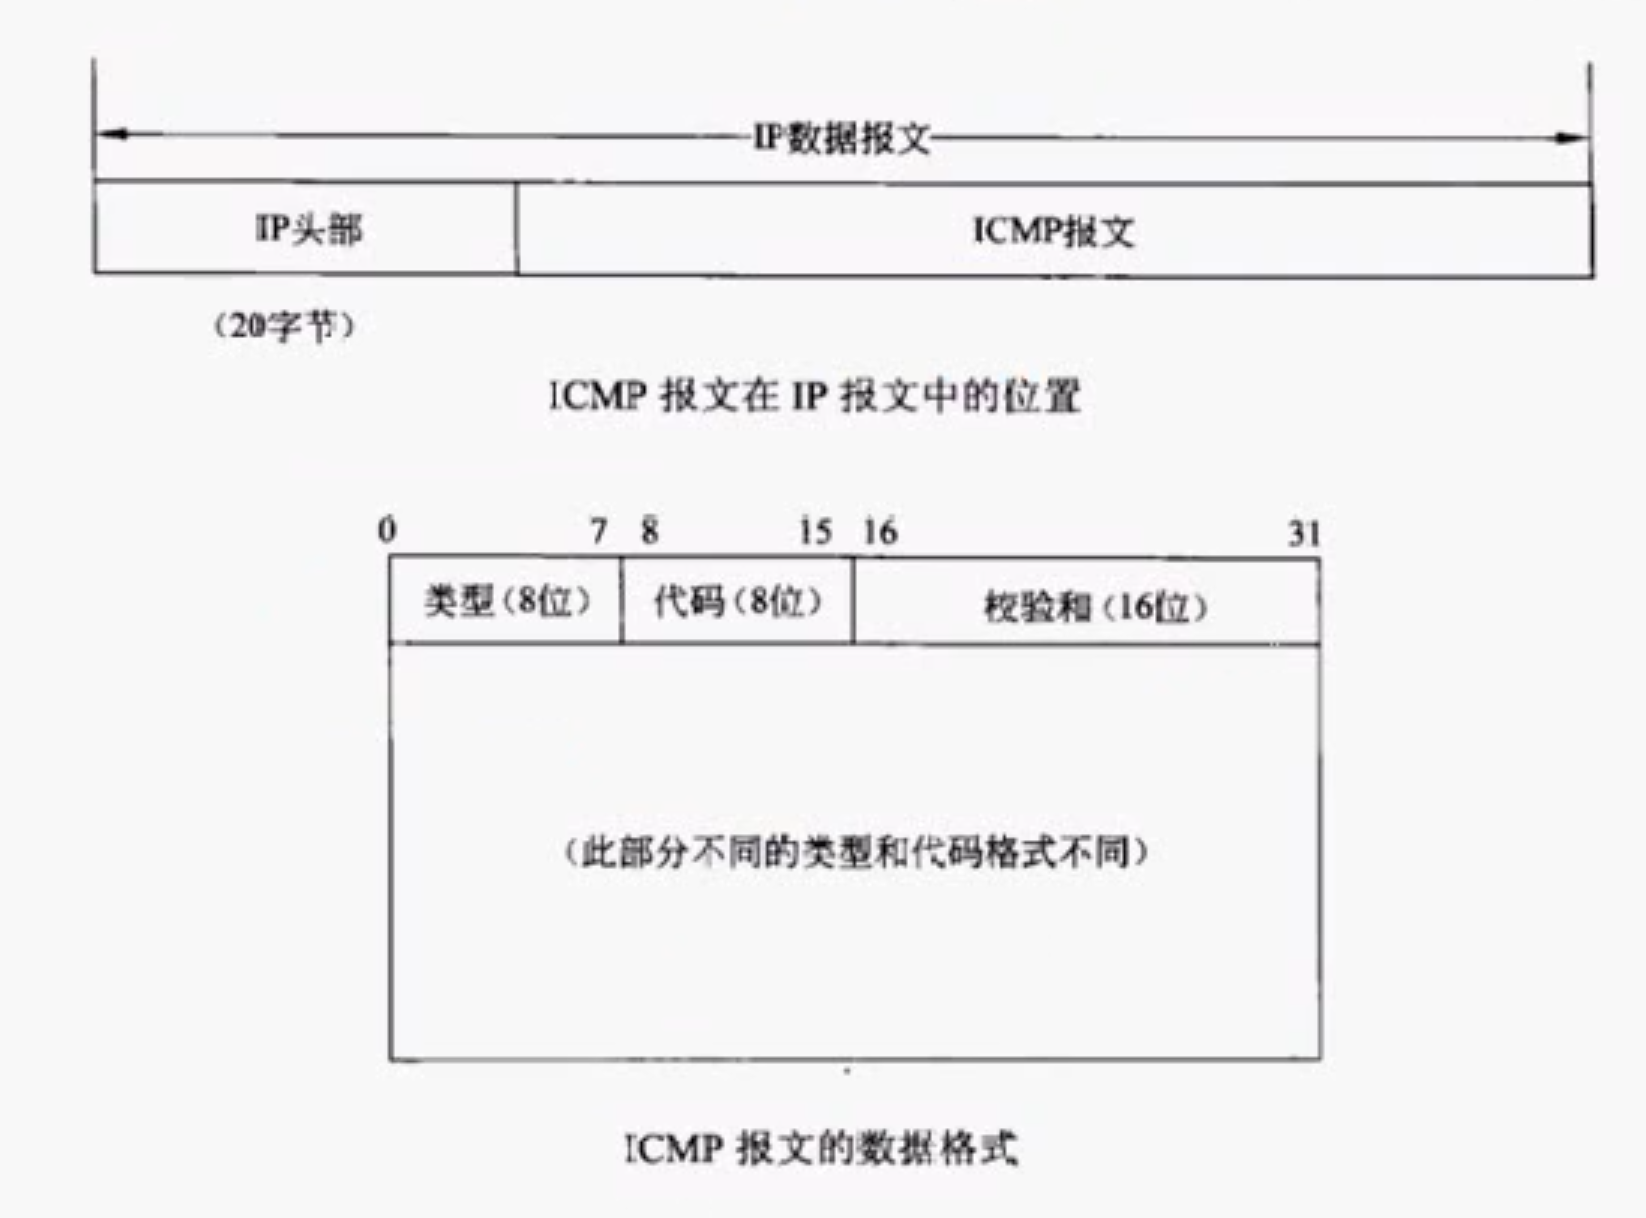 IP数据报文
IP头部 ICMP报文
(20字节)
ICMP 报文在 IP 报文中的位置
0 7 8 15 16 31
类型(8位) 代码(8位) 校验和(16位)
(此部分不同的类型和代码格式不同)
ICMP 报文的数据格式